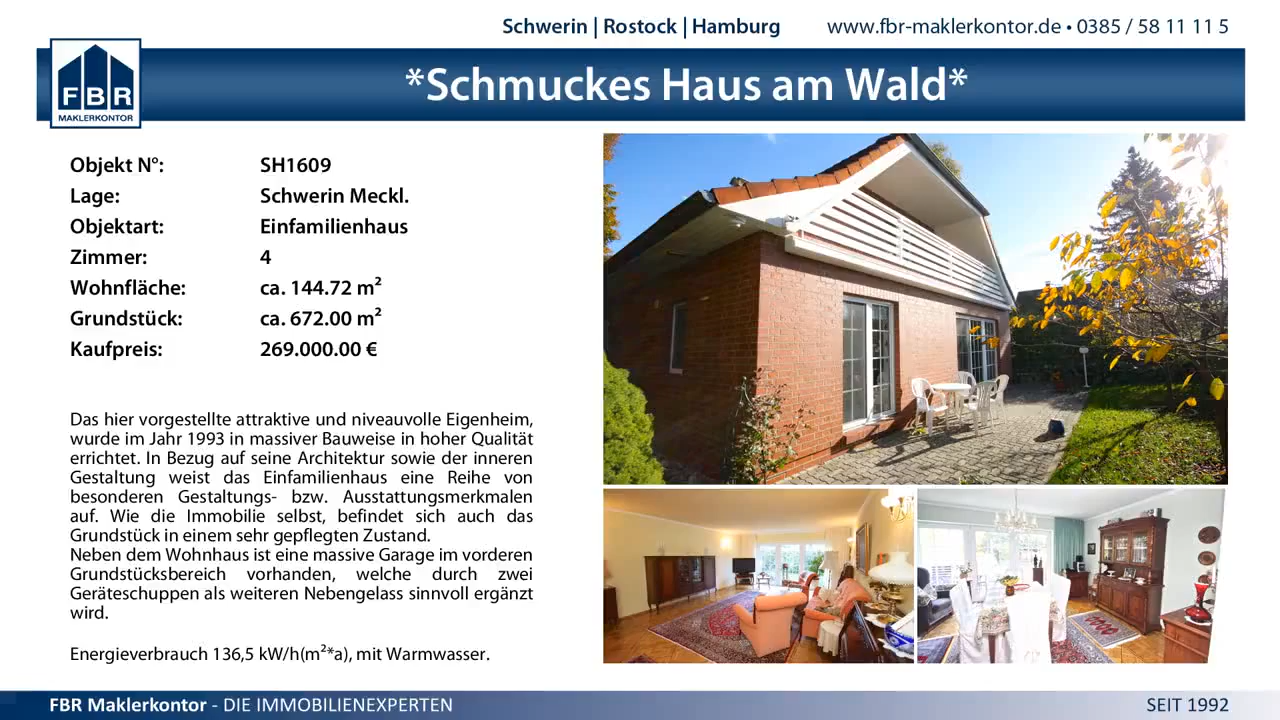 Schwerin | Rostock | Hamburg www.fbr-maklerkontor.de • 0385 / 58 11 11 5
FBR
MAKLERKONTOR
*Schmuckes Haus am Wald*
Objekt N°: SH1609
Lage: Schwerin Meckl.
Objektart: Einfamilienhaus
Zimmer: 4
Wohnfläche: ca. 144.72 m²
Grundstück: ca. 672.00 m²
Kaufpreis: 269.000.00 €
Das hier vorgestellte attraktive und niveauvolle Eigenheim,
wurde im Jahr 1993 in massiver Bauweise in hoher Qualität
errichtet. In Bezug auf seine Architektur sowie der inneren
Gestaltung weist das Einfamilienhaus eine Reihe von
besonderen Gestaltungs- bzw. Ausstattungsmerkmalen
auf. Wie die Immobilie selbst, befindet sich auch das
Grundstück in einem sehr gepflegten Zustand.
Neben dem Wohnhaus ist eine massive Garage im vorderen
Grundstücksbereich vorhanden, welche durch zwei
Geräteschuppen als weiteren Nebengelass sinnvoll ergänzt
wird.
Energieverbrauch 136,5 kW/h(m²*a), mit Warmwasser.
FBR Maklerkontor - DIE IMMOBILIENEXPERTEN SEIT 1992